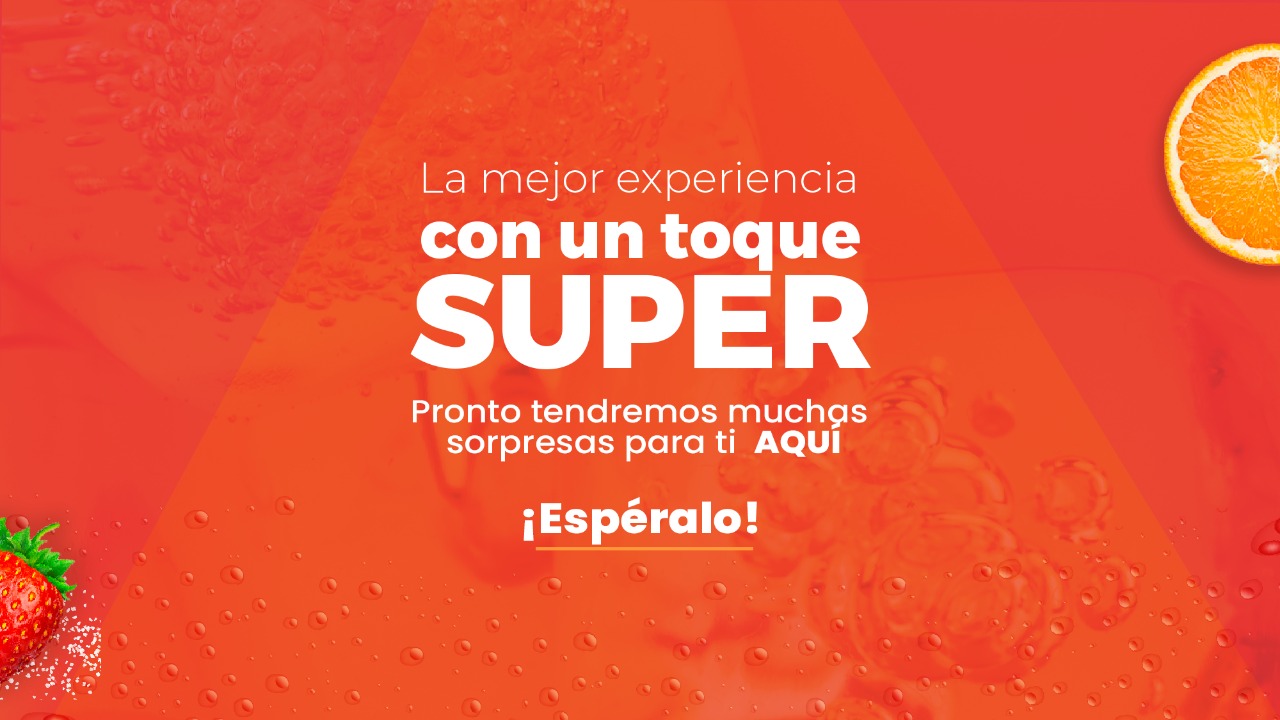 La mejor experiencia
con un toque
SUPER
Pronto tendremos muchas
sorpresas para ti AQUÍ
¡Espéralo!